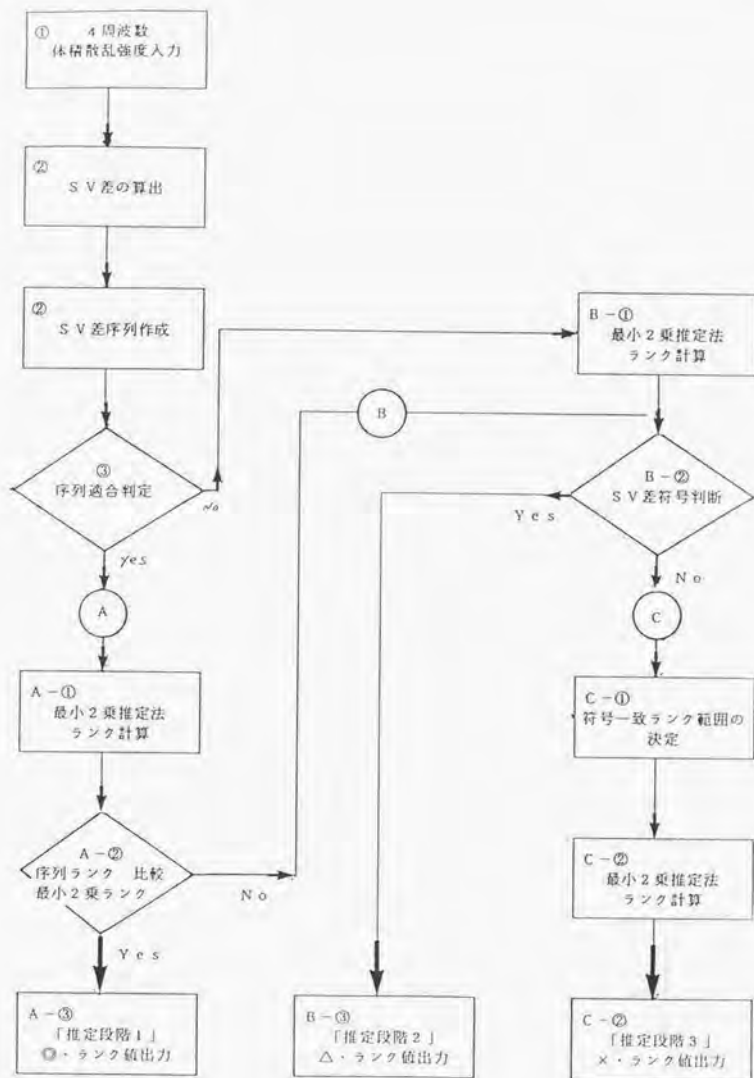 ① 4周波数
体積散乱強度入力
②
SV差の算出
②
SV差序列作成
③
序列適合判定
No
yes
A
A-①
最小2乗推定法
ランク計算
A-②
序列ランク 比較
最小2乗ランク
No
Yes
A-③
「推定段階1」
◎・ランク値出力
B-①
最小2乗推定法
ランク計算
B
B-②
SV差符号判断
Yes
No
B-③
「推定段階2」
△・ランク値出力
C
C-①
符号一致ランク範囲の
決定
C-②
最小2乗推定法
ランク計算
C-②
「推定段階3」
×・ランク値出力